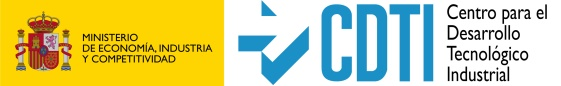 MINISTERIO
DE ECONOMÍA, INDUSTRIA
Y COMPETITIVIDAD
CDTI
Centro para el
Desarrollo
Tecnológico
Industrial